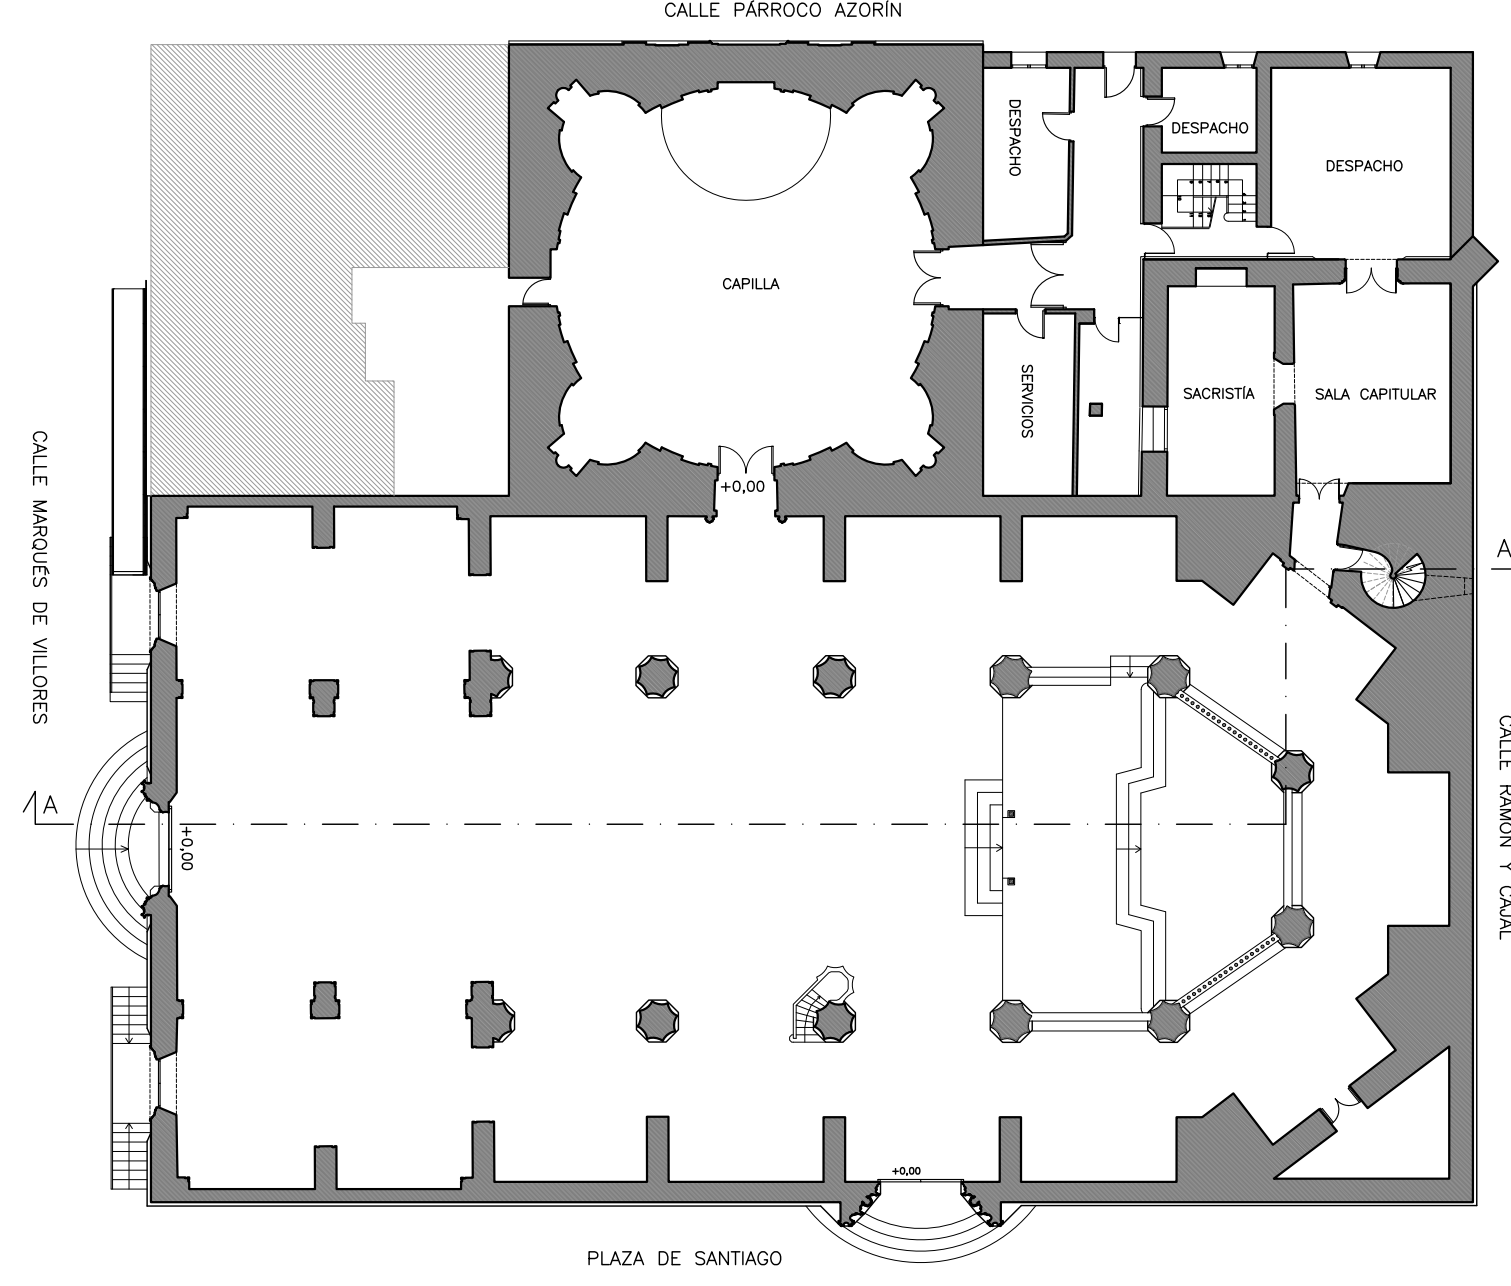 CALLE PÁRROCO AZORÍN
DESPACHO
DESPACHO
DESPACHO
CAPILLA
SERVICIOS
SACRISTÍA
SALA CAPITULAR
+0,00
CALLE MARQUÉS DE VILLORES
A
A
+0,00
CALLE RAMÓN Y CAJAL
+0,00
PLAZA DE SANTIAGO